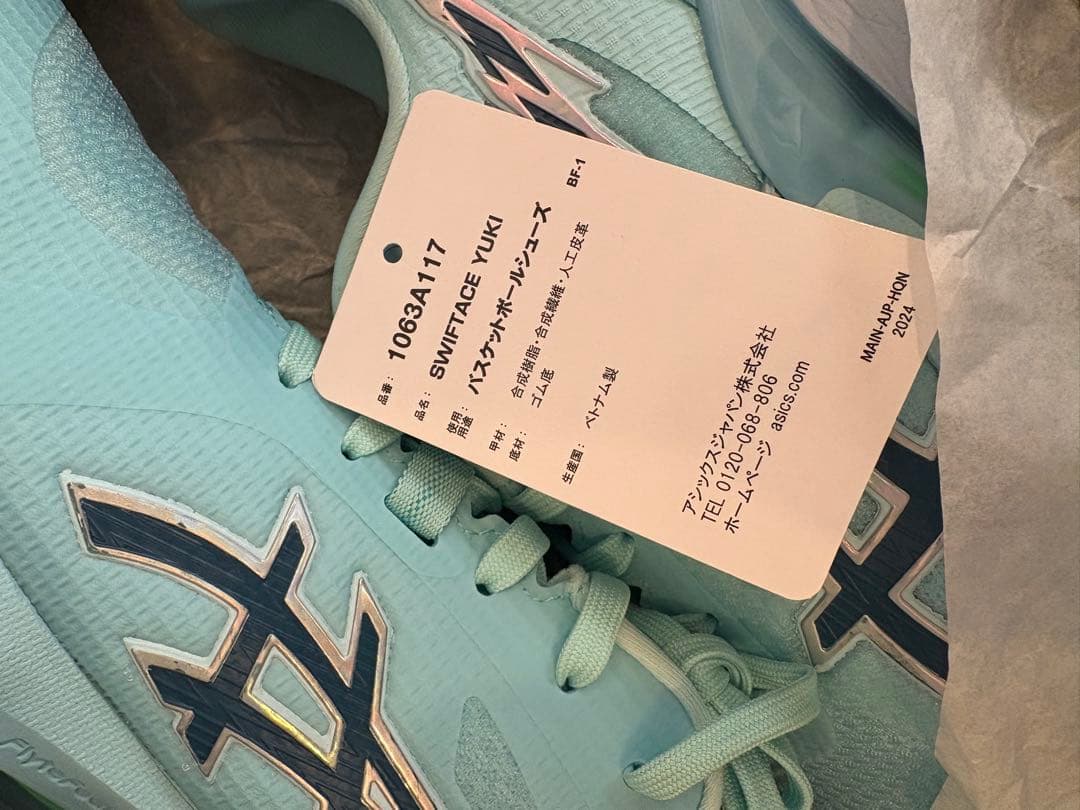 品番： 1063A117
品名： SWIFTACE YUKI
使用用途： バスケットボールシューズ BF-1
甲材： 合成樹脂・合成繊維・人工皮革
底材： ゴム底
生産国： ベトナム製
アシックスジャパン株式会社
TEL 0120-068-806
ホームページ asics.com
MAIN-AJP-HQN
2024